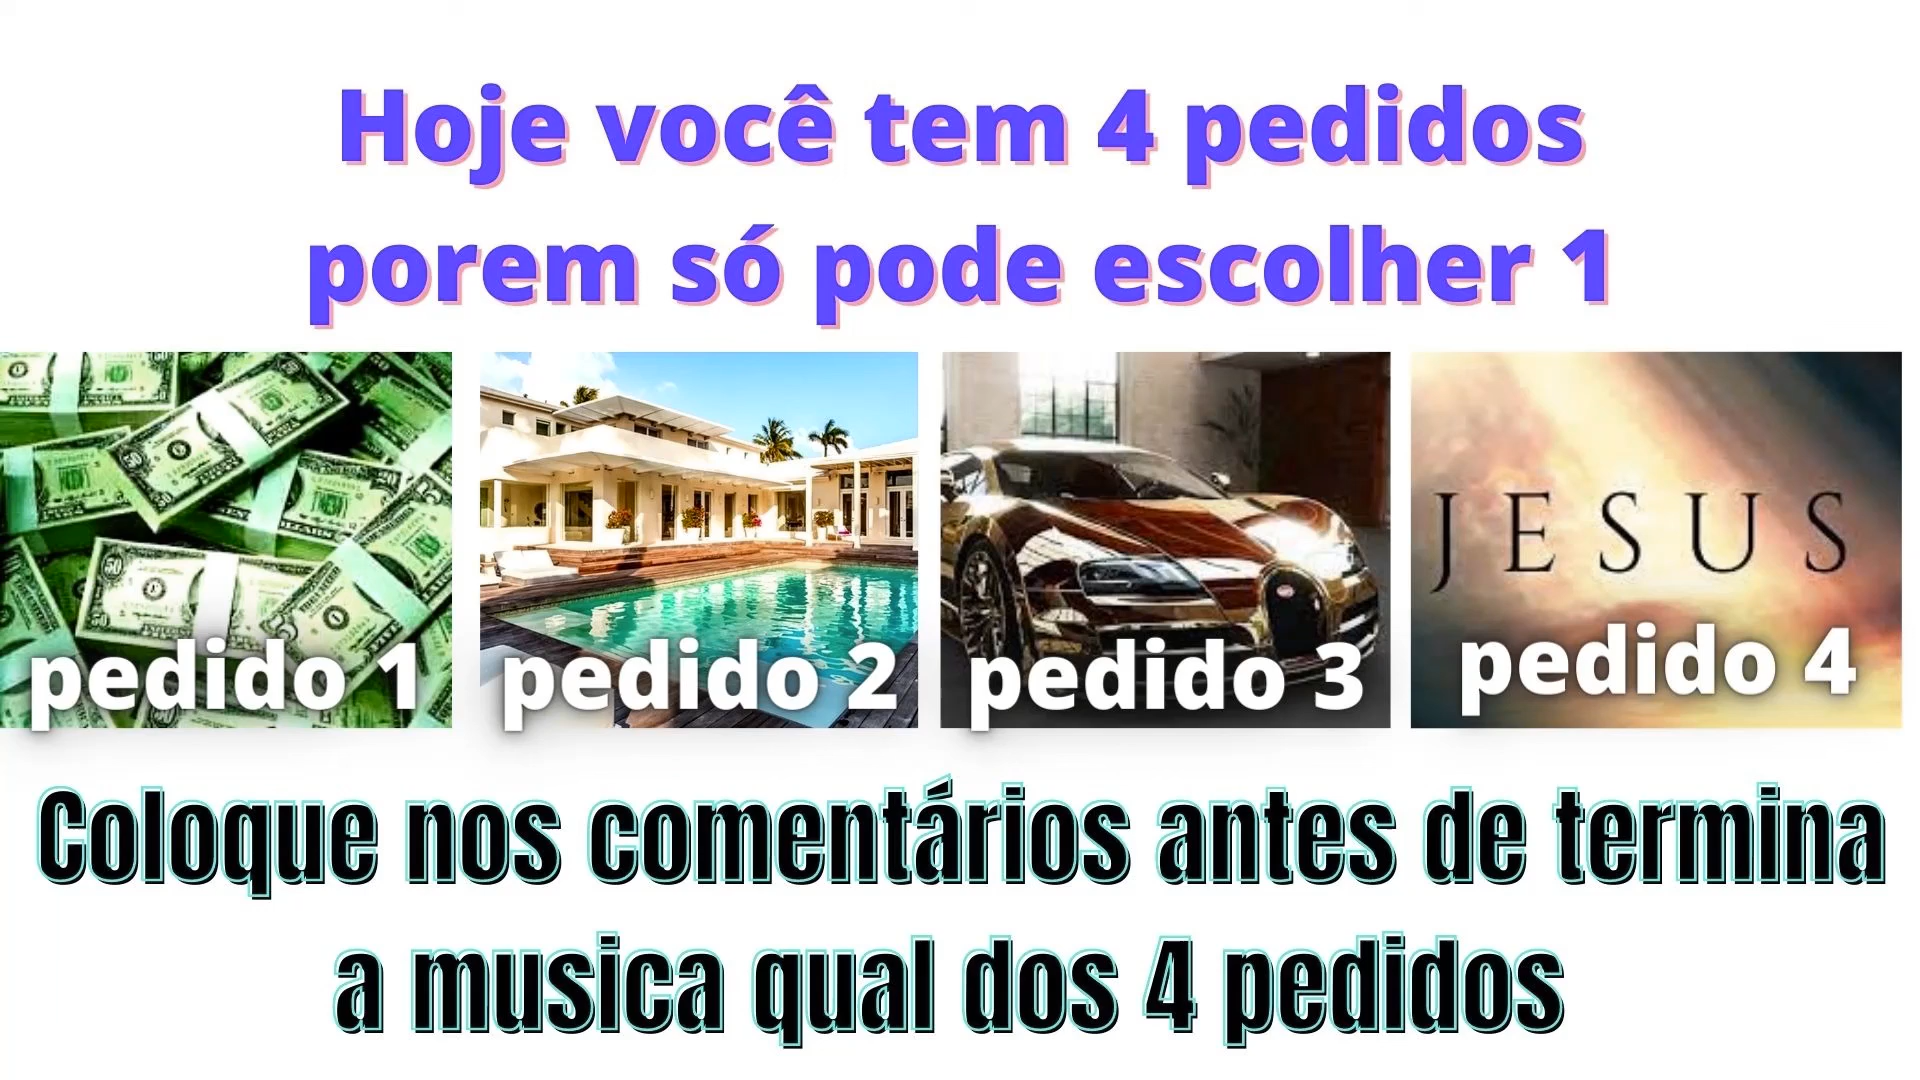 Hoje você tem 4 pedidos
porem só pode escolher 1
JESUS
pedido 1
pedido 2
pedido 3
pedido 4
Coloque nos comentários antes de termina
a musica qual dos 4 pedidos